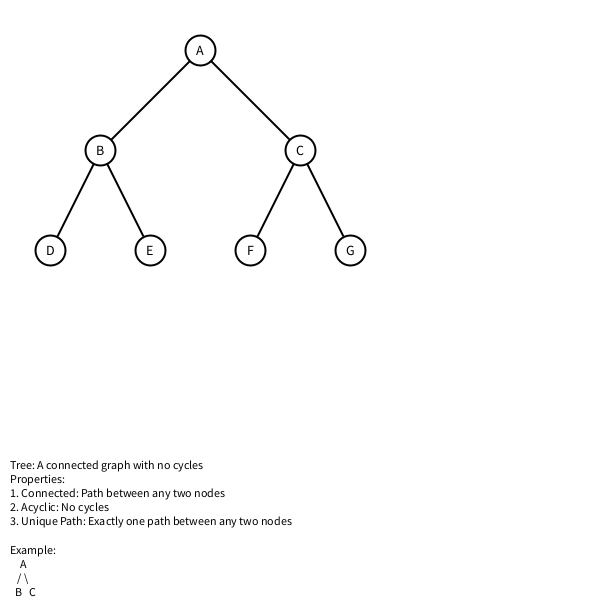 A
B C
D E F G
Tree: A connected graph with no cycles
Properties:
1. Connected: Path between any two nodes
2. Acyclic: No cycles
3. Unique Path: Exactly one path between any two nodes
Example:
A
/ \
B C